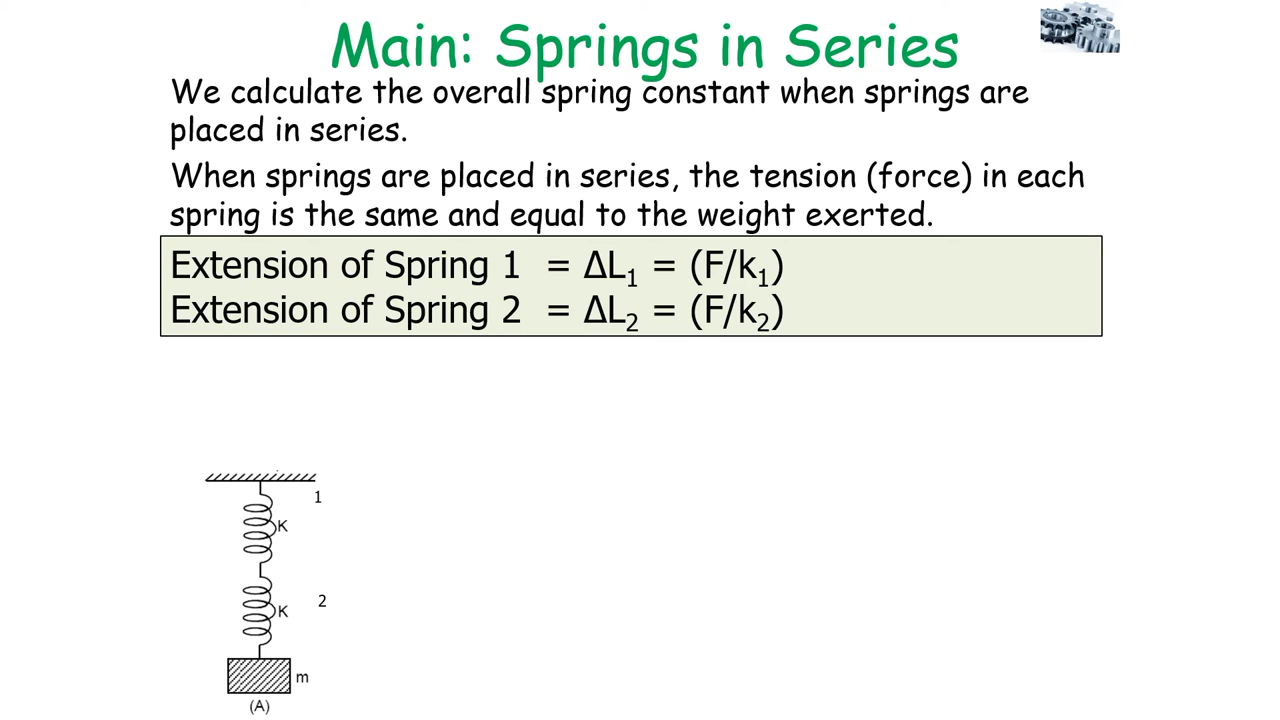 Main: Springs in Series
We calculate the overall spring constant when springs are
placed in series.
When springs are placed in series, the tension (force) in each
spring is the same and equal to the weight exerted.
Extension of Spring 1 = ΔL₁ = (F/k₁)
Extension of Spring 2 = ΔL₂ = (F/k₂)
1
K
2
K
m
(A)